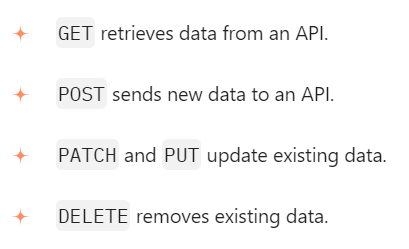 GET retrieves data from an API.
POST sends new data to an API.
PATCH and PUT update existing data.
DELETE removes existing data.